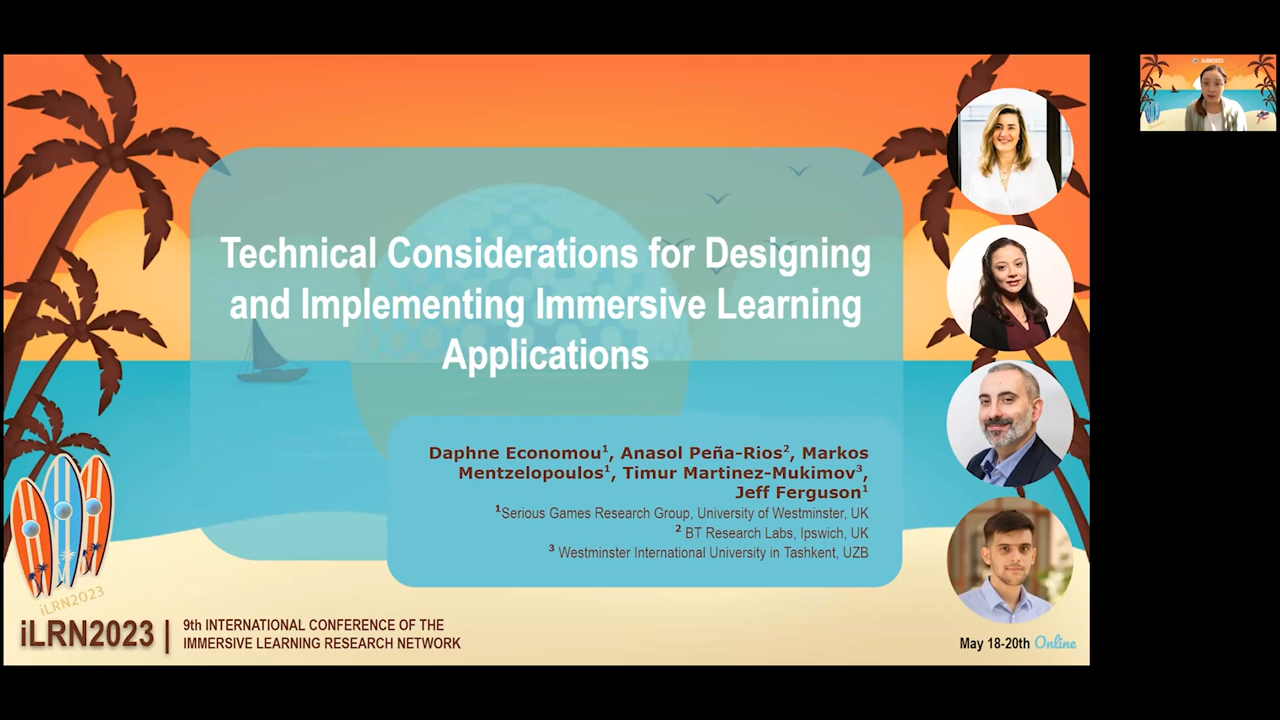 Technical Considerations for Designing
and Implementing Immersive Learning
Applications
Daphne Economou¹, Anasol Peña-Rios², Markos
Mentzelopoulos¹, Timur Martinez-Mukimov³,
Jeff Ferguson¹
¹Serious Games Research Group, University of Westminster, UK
² BT Research Labs, Ipswich, UK
³ Westminster International University in Tashkent, UZB
iLRN2023
iLRN2023 |
9th INTERNATIONAL CONFERENCE OF THE
IMMERSIVE LEARNING RESEARCH NETWORK
May 18-20th Online
iLRN2023